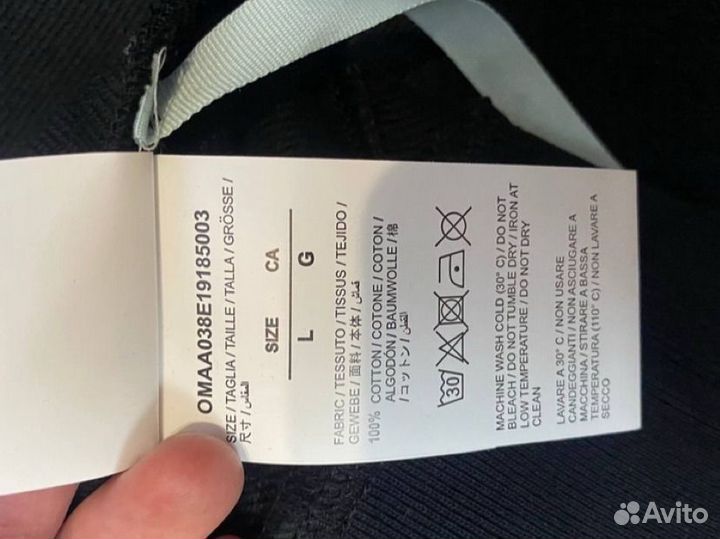 OMAA038E19185003
SIZE / TAGLIA / TAILLE / TALLA / GRÖSSE /
尺寸 / المقاس
SIZE CA
L G
FABRIC / TESSUTO / TISSUS / TEJIDO /
GEWEBE / 面料 / 本体 / قماش
100% COTTON / COTONE / COTON /
ALGODÓN / BAUMWOLLE / 棉
/ コットン / القطن
30
MACHINE WASH COLD (30° C) / DO NOT
BLEACH / DO NOT TUMBLE DRY / IRON AT
LOW TEMPERATURE / DO NOT DRY
CLEAN
LAVARE A 30° C / NON USARE
CANDEGGIANTI / NON ASCIUGARE A
MACCHINA / STIRARE A BASSA
TEMPERATURA (110° C) / NON LAVARE A
SECCO
Avito